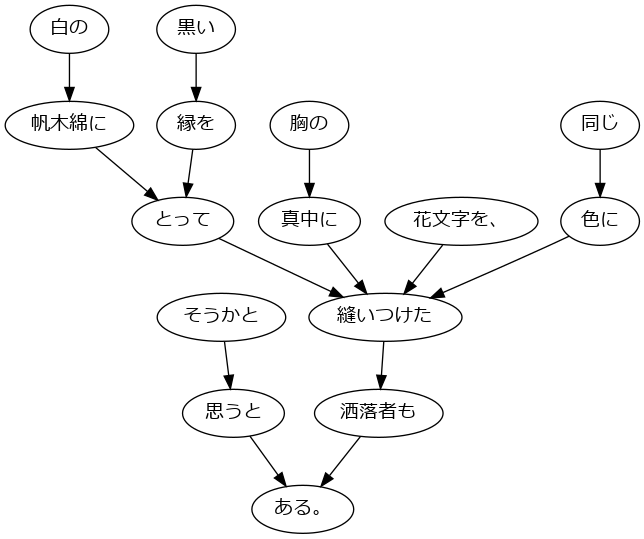 白の
黒い
帆木綿に
縁を
胸の
同じ
とって
真中に
花文字を、
色に
そうかと
縫いつけた
思うと
洒落者も
ある。